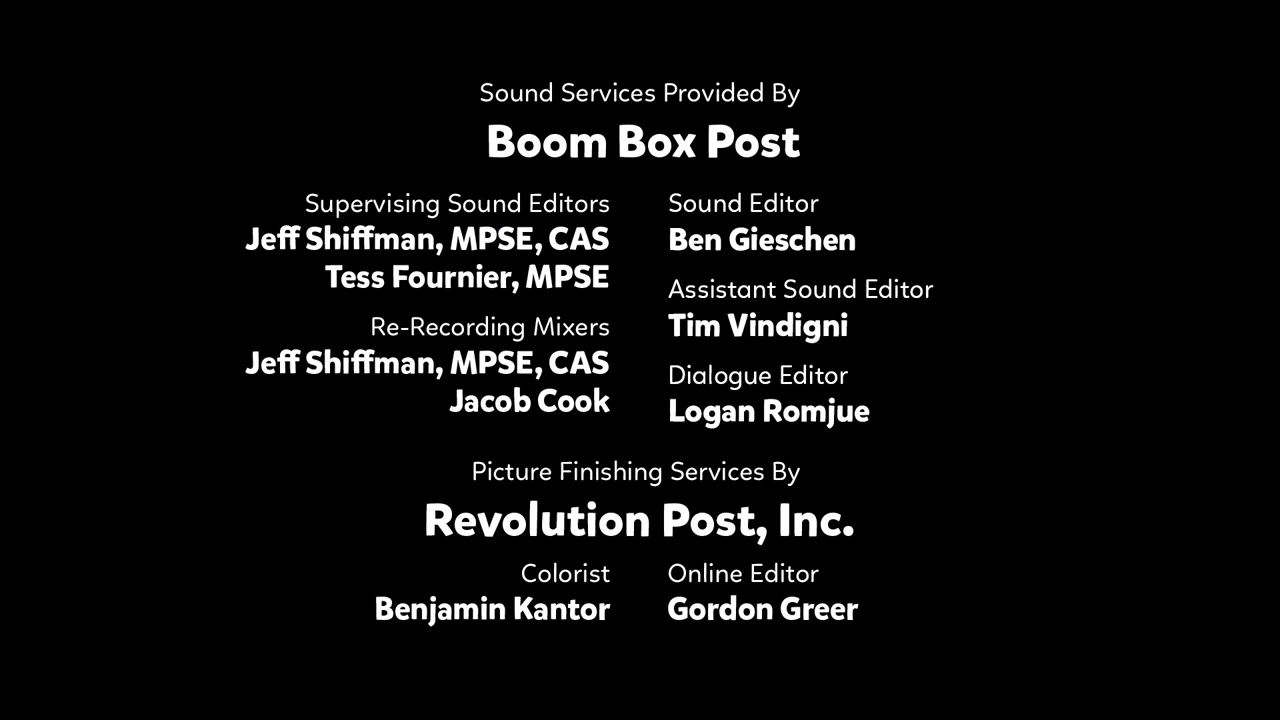 Sound Services Provided By
Boom Box Post
Supervising Sound Editors
Jeff Shiffman, MPSE, CAS
Tess Fournier, MPSE
Re-Recording Mixers
Jeff Shiffman, MPSE, CAS
Jacob Cook
Sound Editor
Ben Gieschen
Assistant Sound Editor
Tim Vindigni
Dialogue Editor
Logan Romjue
Picture Finishing Services By
Revolution Post, Inc.
Colorist
Benjamin Kantor
Online Editor
Gordon Greer